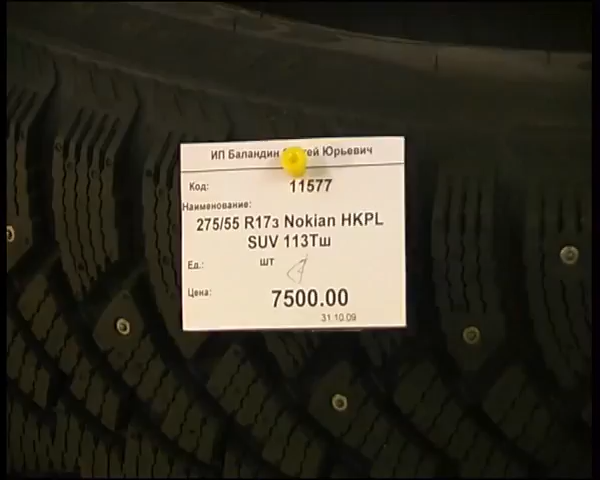 ИП Баландин Юрьевич
Код: 11577
Наименование:
275/55 R17з Nokian HKPL
SUV 113Тш
Ед.: шт
Цена: 7500.00
31.10.09